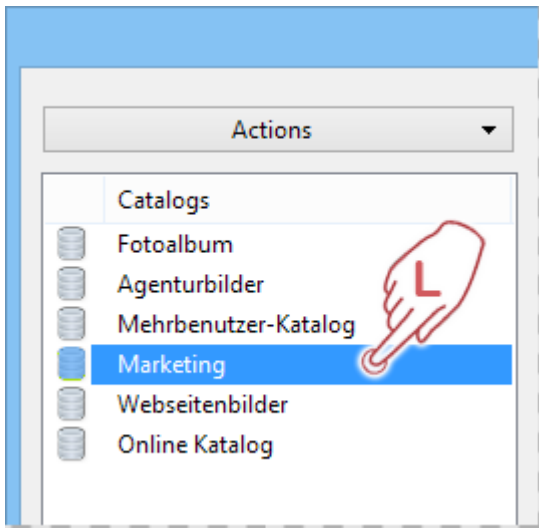 Actions
Catalogs
Fotoalbum
Agenturbilder
L
Mehrbenutzer-Katalog
Marketing
Webseitenbilder
Online Katalog